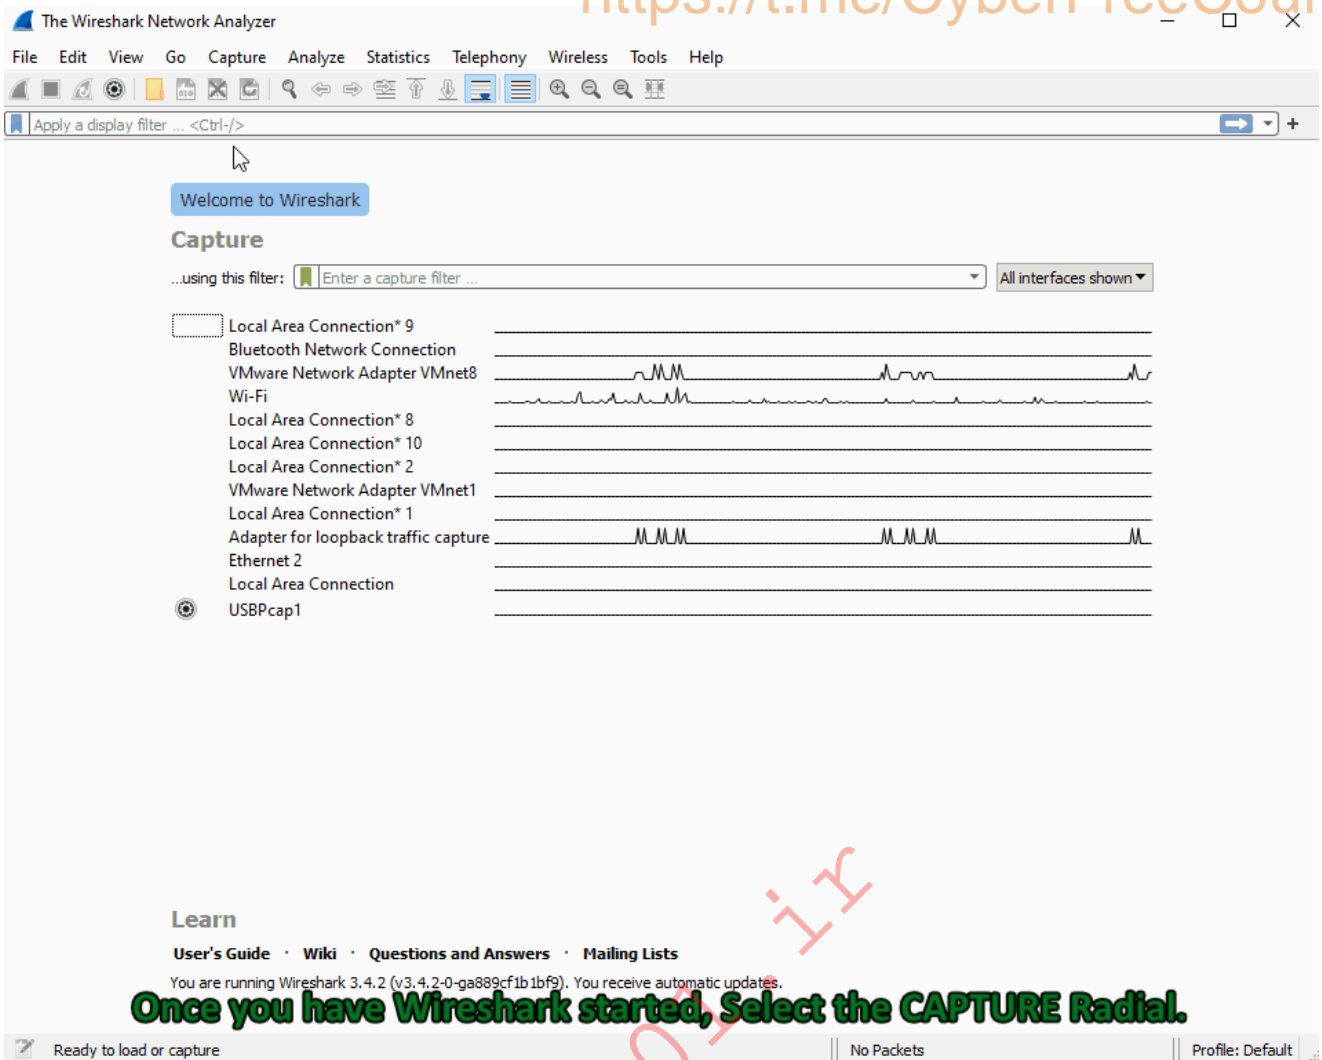 https://t.me/CyberFreeCour
The Wireshark Network Analyzer
File Edit View Go Capture Analyze Statistics Telephony Wireless Tools Help
Apply a display filter ... <Ctrl-/>
Welcome to Wireshark
Capture
...using this filter: Enter a capture filter ... All interfaces shown
Local Area Connection* 9
Bluetooth Network Connection
VMware Network Adapter VMnet8
Wi-Fi
Local Area Connection* 8
Local Area Connection* 10
Local Area Connection* 2
VMware Network Adapter VMnet1
Local Area Connection* 1
Adapter for loopback traffic capture
Ethernet 2
Local Area Connection
USBPcap1
Learn
User's Guide · Wiki · Questions and Answers · Mailing Lists
You are running Wireshark 3.4.2 (v3.4.2-0-ga889cf1b1bf9). You receive automatic updates.
Once you have Wireshark started, Select the CAPTURE Radial.
Ready to load or capture No Packets Profile: Default